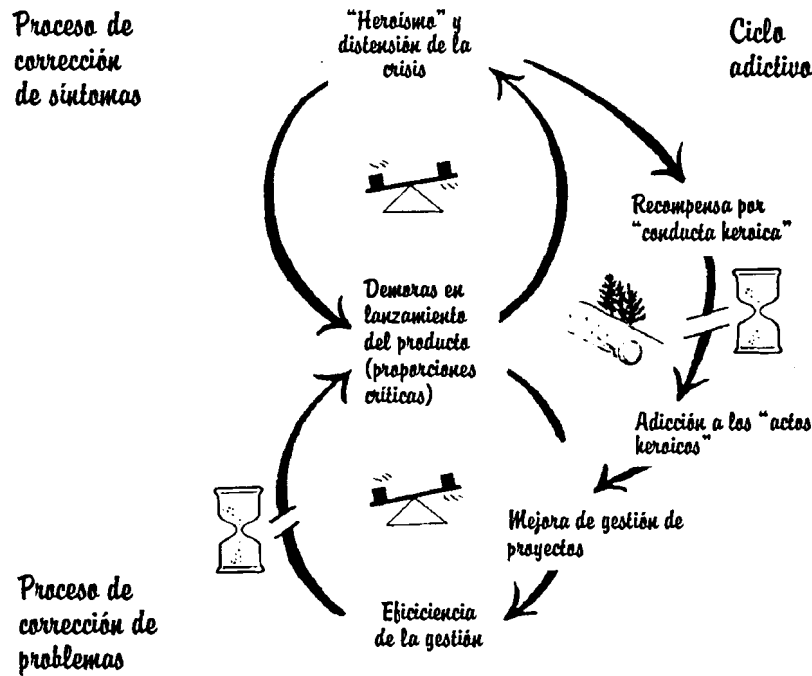 Proceso de
corrección
de síntomas
"Heroísmo" y
distensión de la
crisis
Ciclo
adictivo
Recompensa por
"conducta heroica"
Demoras en
lanzamiento
del producto
(proporciones
críticas)
Adicción a los "actos
heroicos"
Mejora de gestión de
proyectos
Eficiciencia
de la gestión
Proceso de
corrección de
problemas